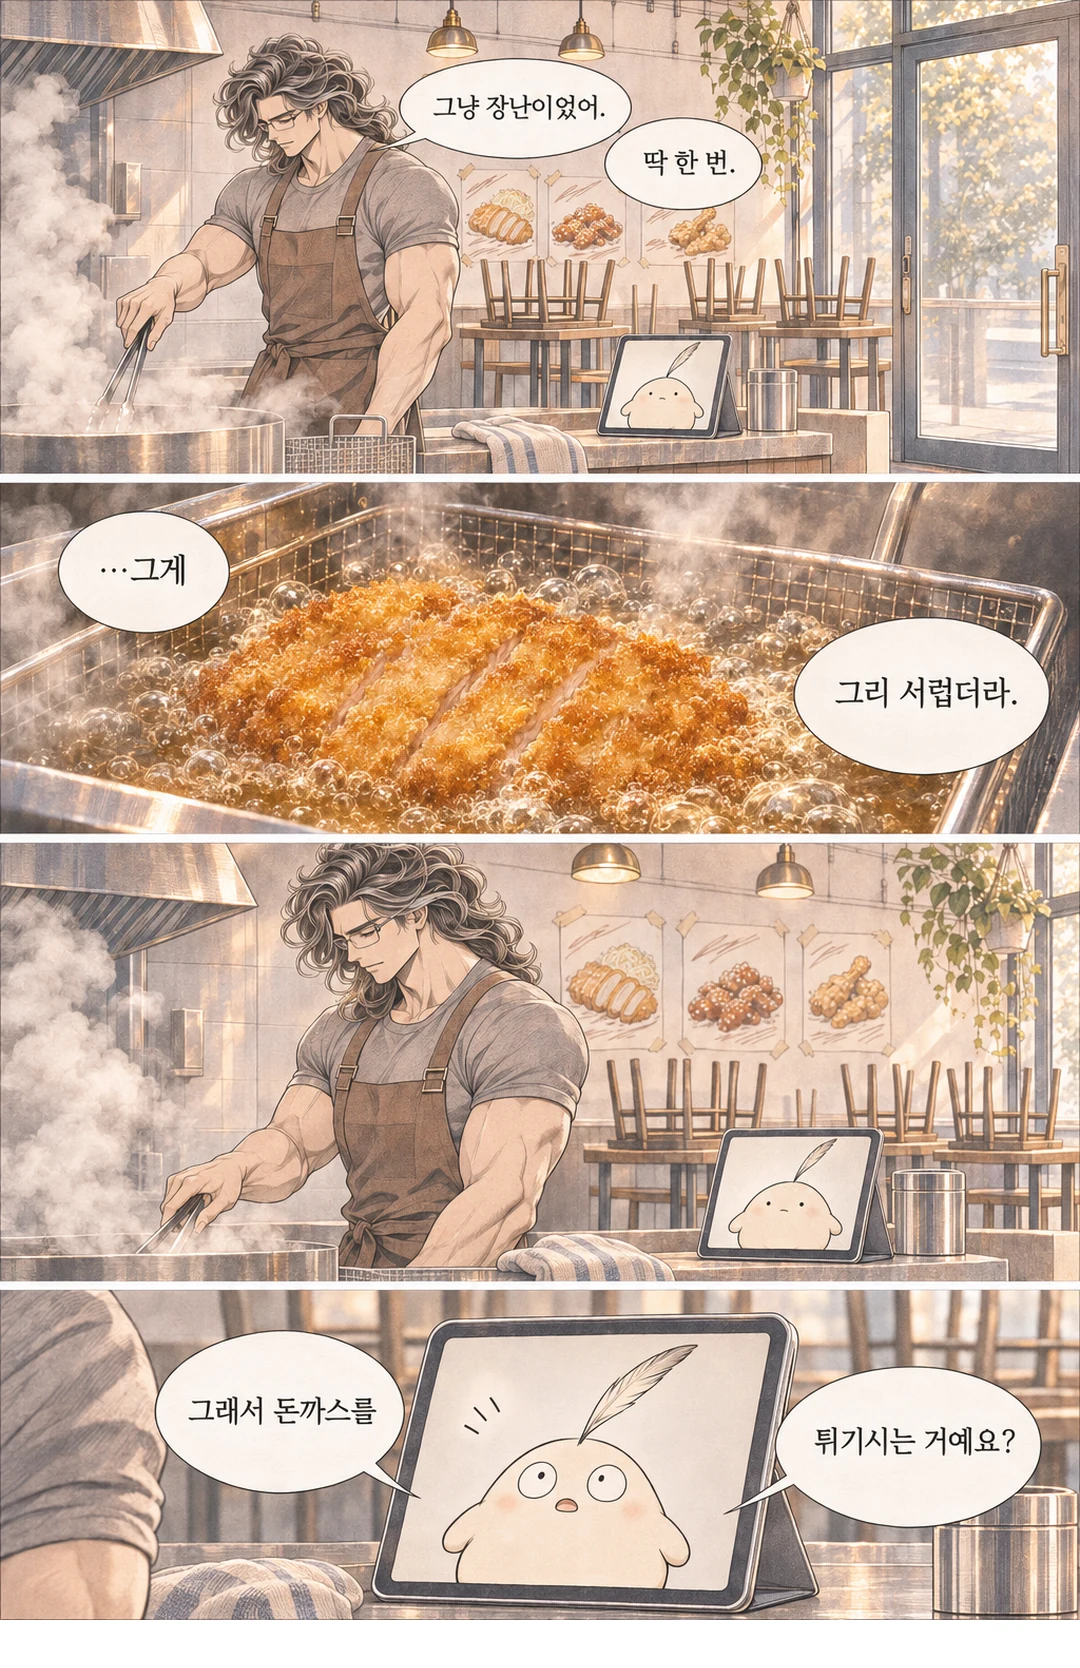 그냥 장난이었어.
딱 한 번.
…그게
그리 서럽더라.
그래서 돈까스를
튀기시는 거예요?